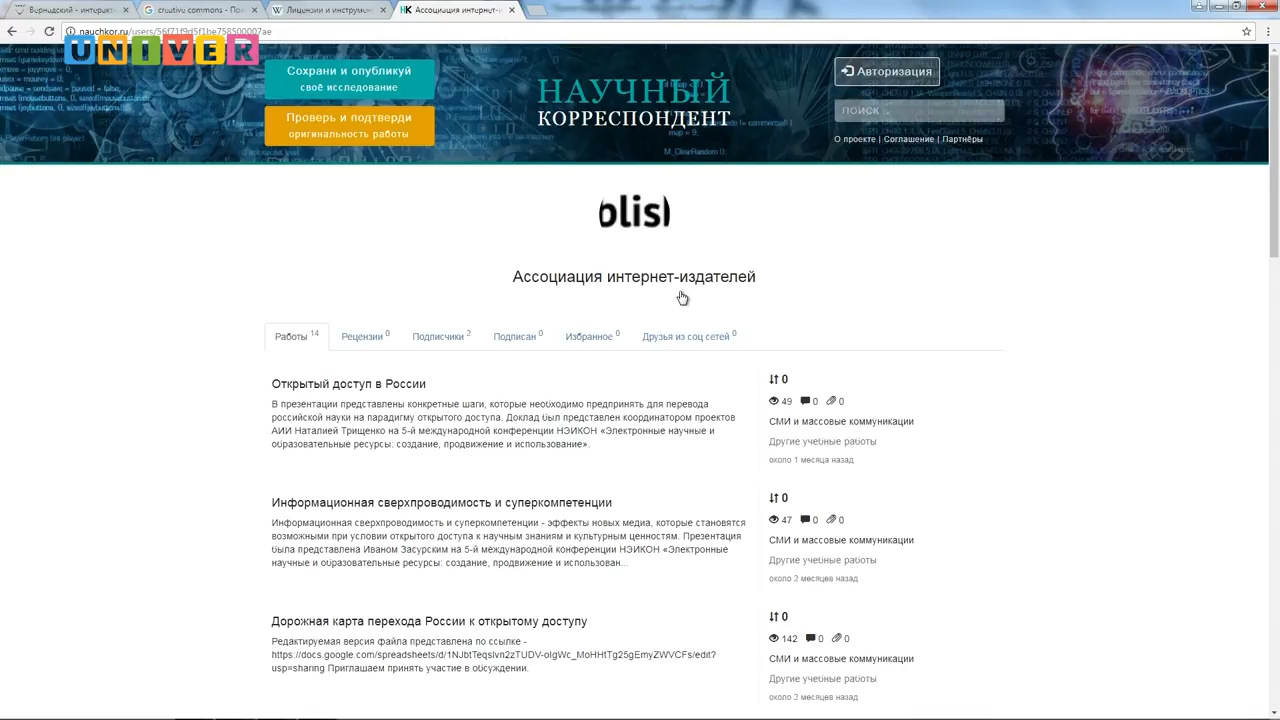 Вернадский - интерактив
creative commons - Пои
Лицензии и инструмен
Ассоциация интернет-и
nauchkor.ru/users/56f71f9d5f1be758500007ae
UNIVER
Сохрани и опубликуй
своё исследование
Проверь и подтверди
оригинальность работы
НАУЧНЫЙ
КОРРЕСПОНДЕНТ
Авторизация
ПОИСК ...
О проекте | Соглашение | Партнёры
M_ClearRandom ();
Ассоциация интернет-издателей
Работы 14
Рецензии 0
Подписчики 2
Подписан 0
Избранное 0
Друзья из соц сетей 0
Открытый доступ в России
В презентации представлены конкретные шаги, которые необходимо предпринять для перевода
российской науки на парадигму открытого доступа. Доклад был представлен координатором проектов
АИИ Наталией Трищенко на 5-й международной конференции НЭИКОН «Электронные научные и
образовательные ресурсы: создание, продвижение и использование».
0
49 0 0
СМИ и массовые коммуникации
Другие учебные работы
около 1 месяца назад
Информационная сверхпроводимость и суперкомпетенции
Информационная сверхпроводимость и суперкомпетенции - эффекты новых медиа, которые становятся
возможными при условии открытого доступа к научным знаниям и культурным ценностям. Презентация
была представлена Иваном Засурским на 5-й международной конференции НЭИКОН «Электронные
научные и образовательные ресурсы: создание, продвижение и использован...
0
47 0 0
СМИ и массовые коммуникации
Другие учебные работы
около 2 месяцев назад
Дорожная карта перехода России к открытому доступу
Редактируемая версия файла представлена по ссылке -
https://docs.google.com/spreadsheets/d/1NJbtTeqsIvn2zTUDV-olgWc_MoHHtTg25gEmyZWVCFs/edit?
usp=sharing Приглашаем принять участие в обсуждении.
0
142 0 0
СМИ и массовые коммуникации
Другие учебные работы
около 2 месяцев назад